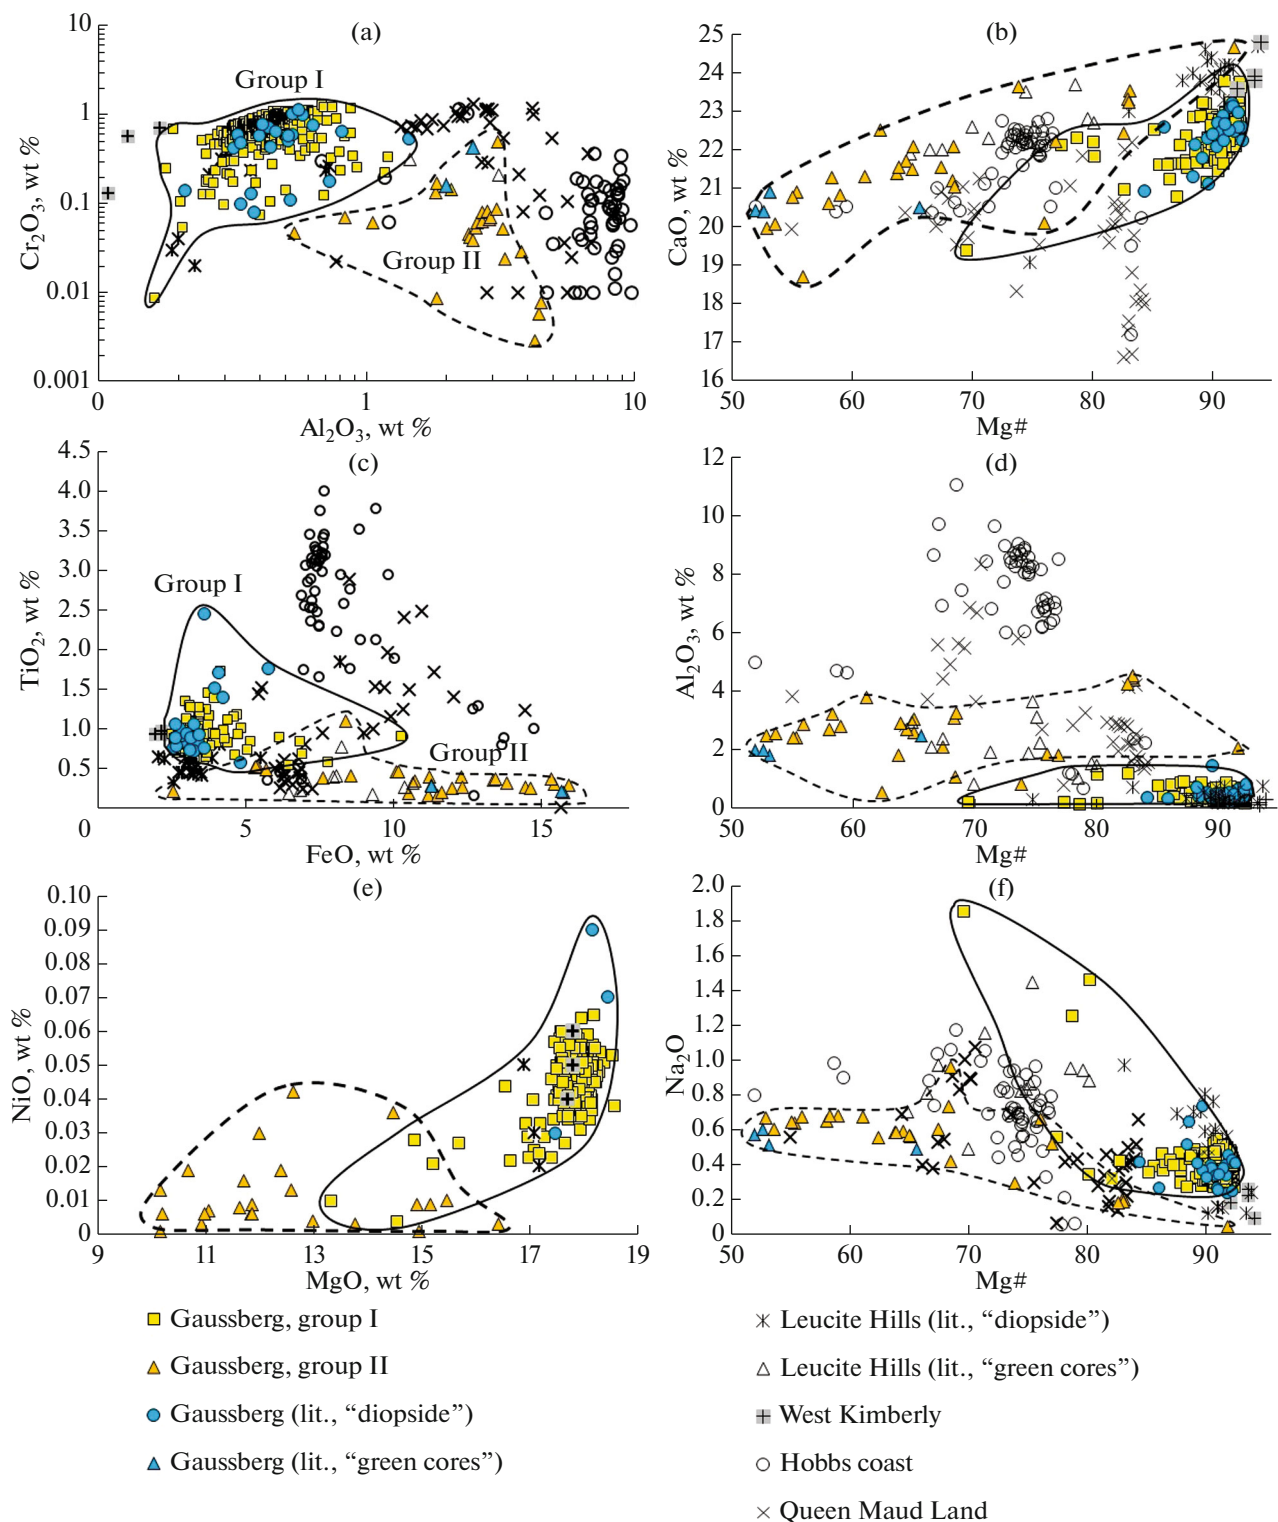 (a)
10
1
0.1
0.01
0.001
Cr₂O₃, wt %
Group I
Group II
0 1 10
Al₂O₃, wt %
(b)
25
24
23
22
21
20
19
18
17
16
CaO, wt %
50 60 70 80 90
Mg#
(c)
4.5
4.0
3.5
3.0
2.5
2.0
1.5
1.0
0.5
TiO₂, wt %
Group I
Group II
0 5 10 15
FeO, wt %
(d)
12
10
8
6
4
2
0
Al₂O₃, wt %
50 60 70 80 90
Mg#
(e)
0.10
0.09
0.08
0.07
0.06
0.05
0.04
0.03
0.02
0.01
0
NiO, wt %
9 11 13 15 17 19
MgO, wt %
(f)
2.0
1.8
1.6
1.4
1.2
1.0
0.8
0.6
0.4
0.2
0
Na₂O
50 60 70 80 90
Mg#
Gaussberg, group I
Gaussberg, group II
Gaussberg (lit., “diopside”)
Gaussberg (lit., “green cores”)
Leucite Hills (lit., “diopside”)
Leucite Hills (lit., “green cores”)
West Kimberly
Hobbs coast
Queen Maud Land